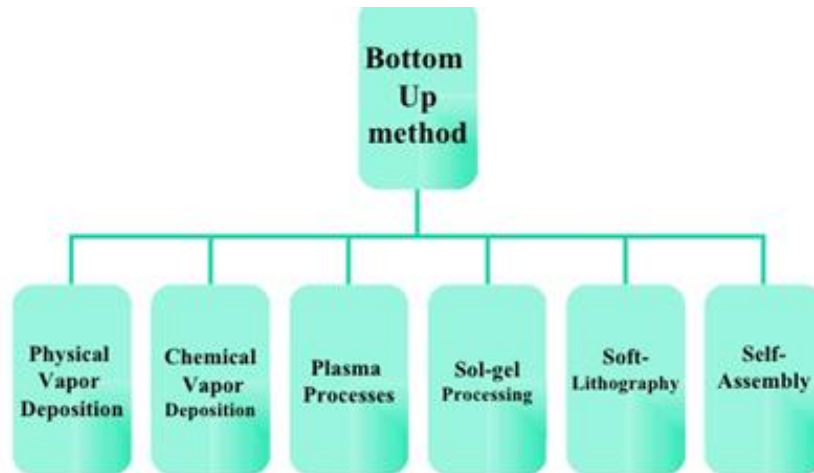 Bottom
Up
method
Physical
Vapor
Deposition
Chemical
Vapor
Deposition
Plasma
Processes
Sol-gel
Processing
Soft-
Lithography
Self-
Assembly